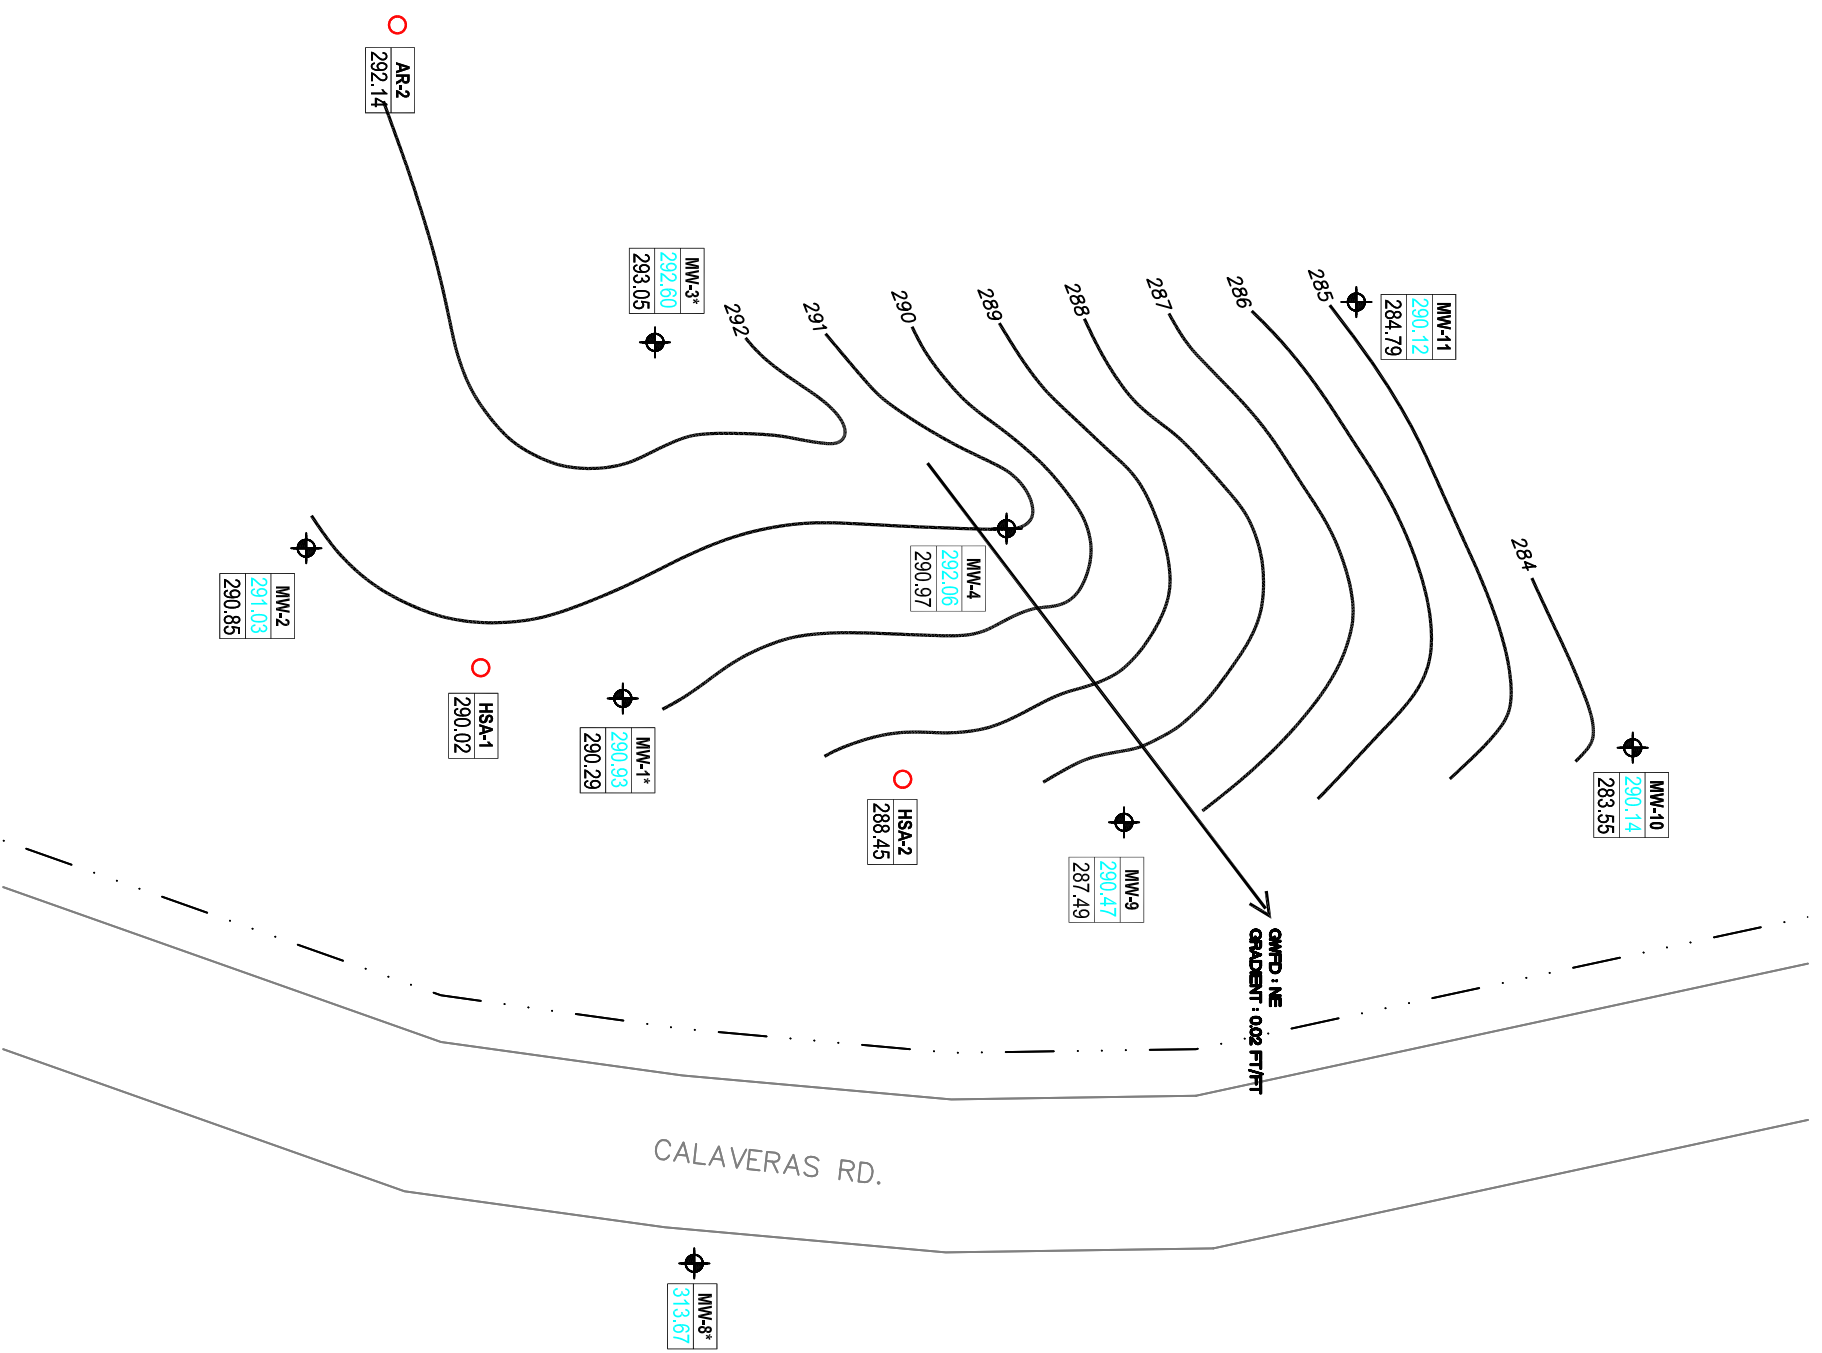 AR-2
292.14
MW-3*
292.60
293.05
292
291
290
289
288
287
286
285
MW-11
290.12
284.79
284
MW-2
291.03
290.85
MW-4
292.06
290.97
HSA-1
290.02
MW-1*
290.93
290.29
HSA-2
288.45
MW-9
290.47
287.49
MW-10
290.14
283.55
GWFD : NE
GRADIENT : 0.02 FT/FT
CALAVERAS RD.
MW-8*
313.67